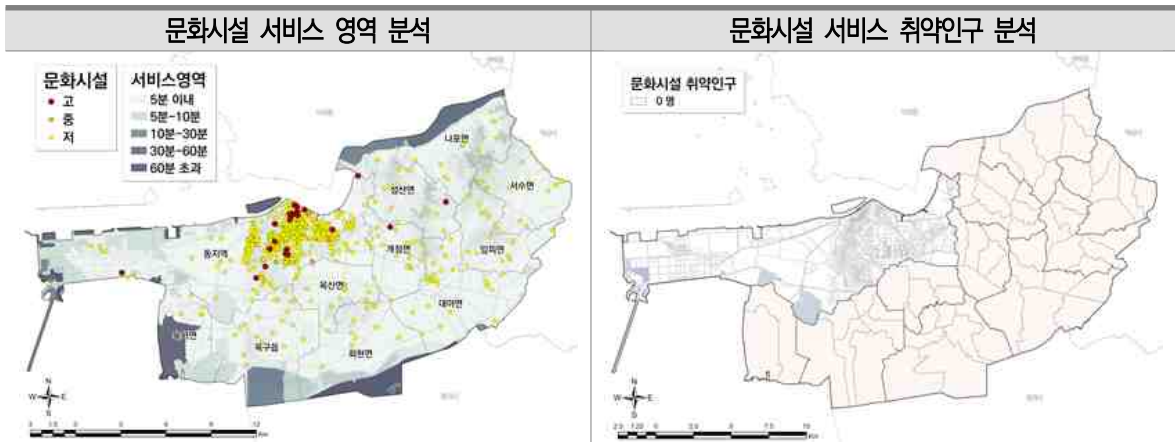 문화시설 서비스 영역 분석
문화시설 서비스 취약인구 분석
문화시설
고
중
저
서비스영역
5분 이내
5분-10분
10분-30분
30분-60분
60분 초과
나포면
성산면
서수면
임피면
개정면
동지역
옥산면
대야면
옥구읍
회현면
N
W E
S
Km
문화시설 취약인구
0 명
N
W E
S
Km